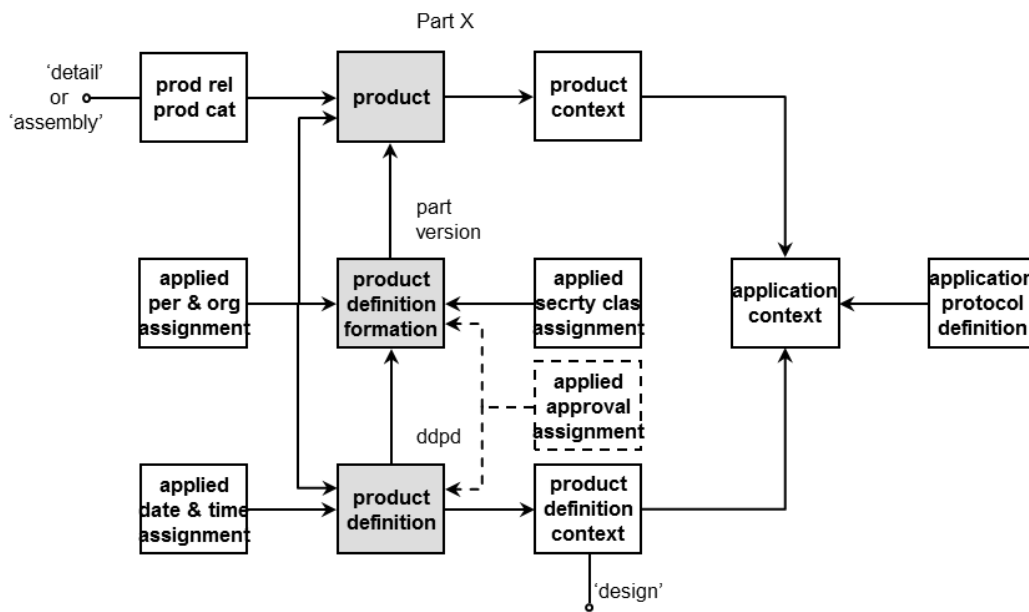 Part X
‘detail’
or
‘assembly’
prod rel
prod cat
product
product
context
part
version
applied
per & org
assignment
product
definition
formation
applied
secrty clas
assignment
application
context
application
protocol
definition
applied
approval
assignment
ddpd
applied
date & time
assignment
product
definition
product
definition
context
‘design’